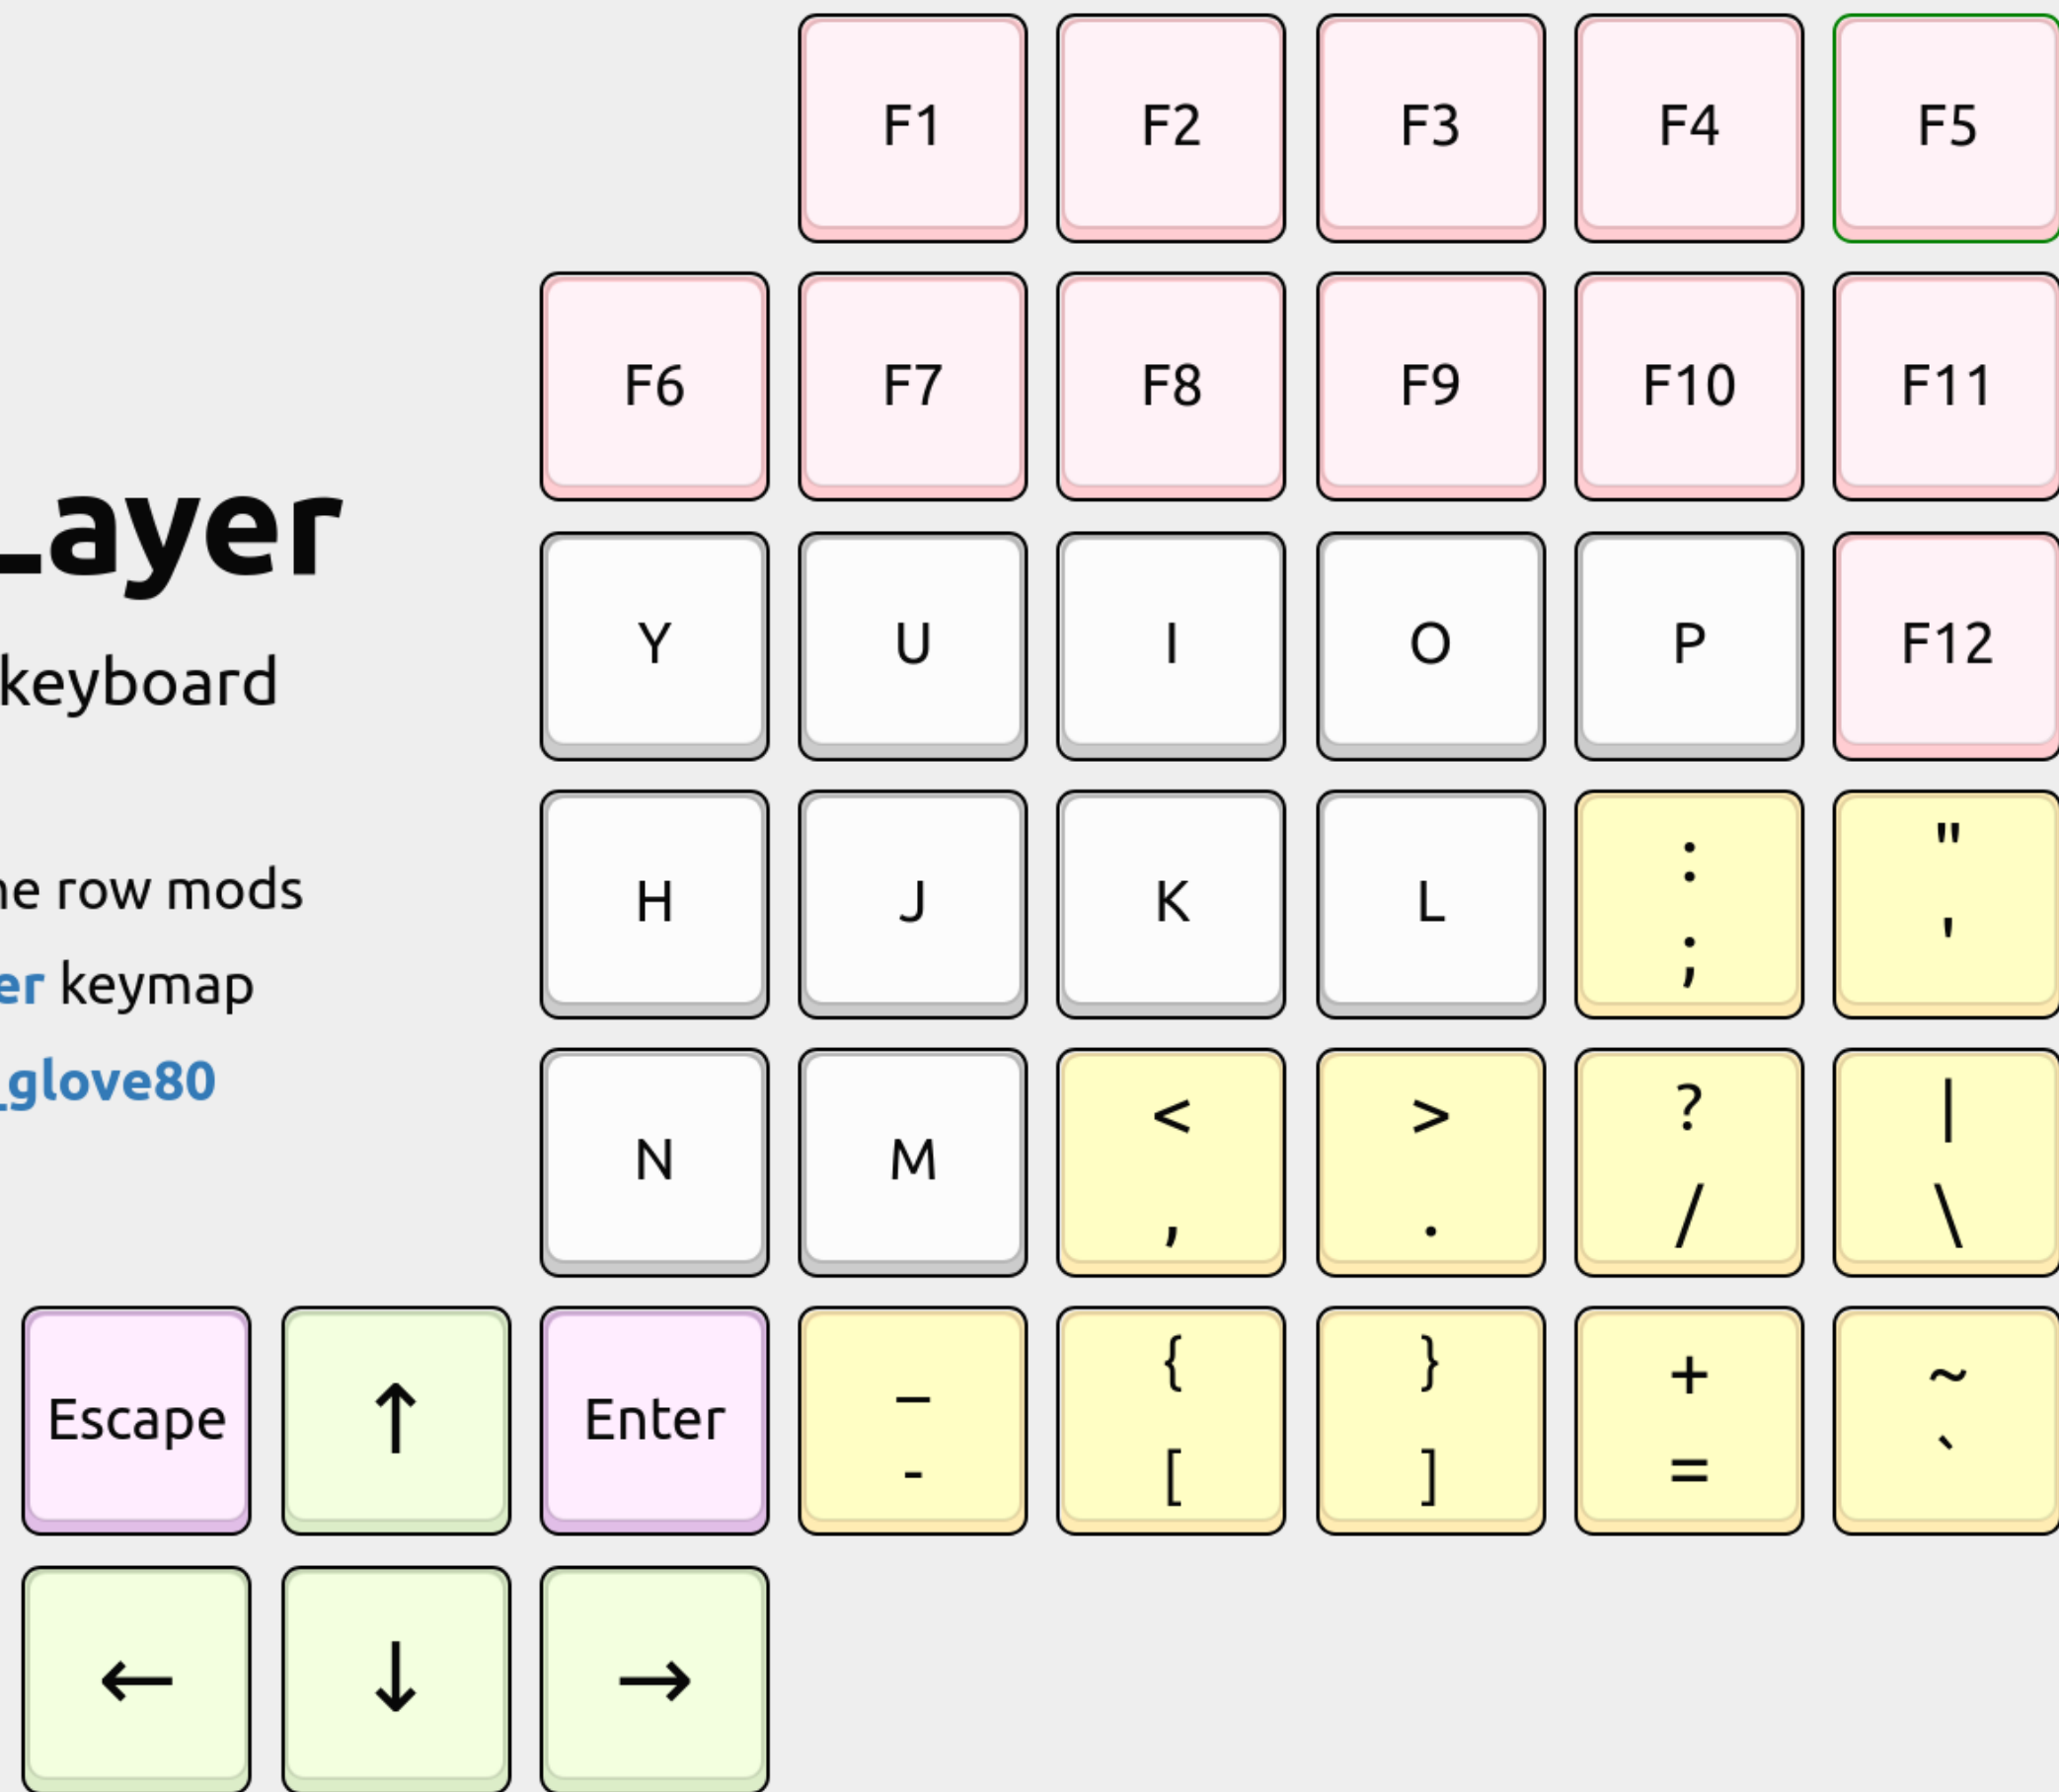 F1 F2 F3 F4 F5
F6 F7 F8 F9 F10 F11
Layer
Y U I O P F12
keyboard
H J K L : ; " '
row mods
keymap
_glove80
N M < , > . ? / | \
Escape ↑ Enter _ - { [ } ] + = ~ `
← ↓ →